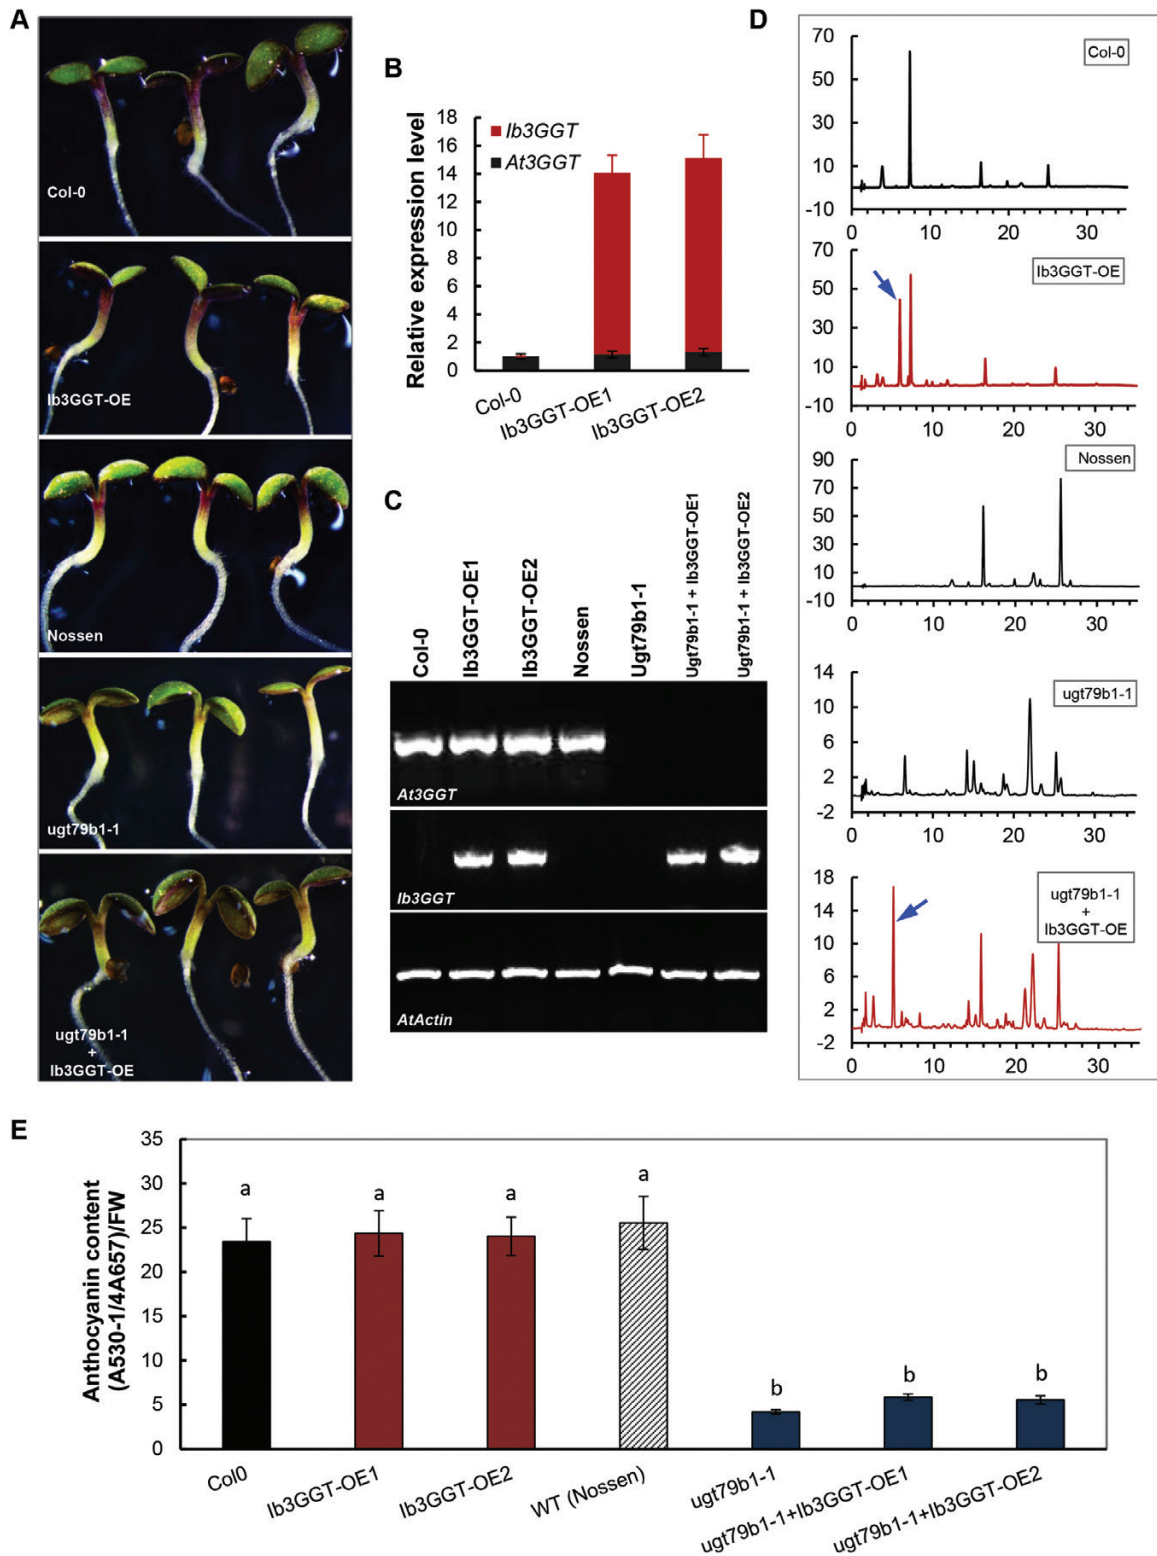 A
Col-0
Ib3GGT-OE
Nossen
ugt79b1-1
ugt79b1-1
+
Ib3GGT-OE
B
Relative expression level
18
16
14
12
10
8
6
4
2
0
Ib3GGT
At3GGT
Col-0
Ib3GGT-OE1
Ib3GGT-OE2
C
Col-0
Ib3GGT-OE1
Ib3GGT-OE2
Nossen
Ugt79b1-1
Ugt79b1-1 + Ib3GGT-OE1
Ugt79b1-1 + Ib3GGT-OE2
At3GGT
Ib3GGT
AtActin
D
70
50
30
10
-10
Col-0
0 10 20 30
70
50
30
10
-10
Ib3GGT-OE
0 10 20 30
90
70
50
30
10
-10
Nossen
0 10 20 30
14
10
6
2
-2
ugt79b1-1
0 10 20 30
18
14
10
6
2
-2
ugt79b1-1
+
Ib3GGT-OE
0 10 20 30
E
Anthocyanin content
(A530-1/4A657)/FW
35
30
25
20
15
10
5
0
a a a a b b b
Col0
Ib3GGT-OE1
Ib3GGT-OE2
WT (Nossen)
ugt79b1-1
ugt79b1-1+Ib3GGT-OE1
ugt79b1-1+Ib3GGT-OE2